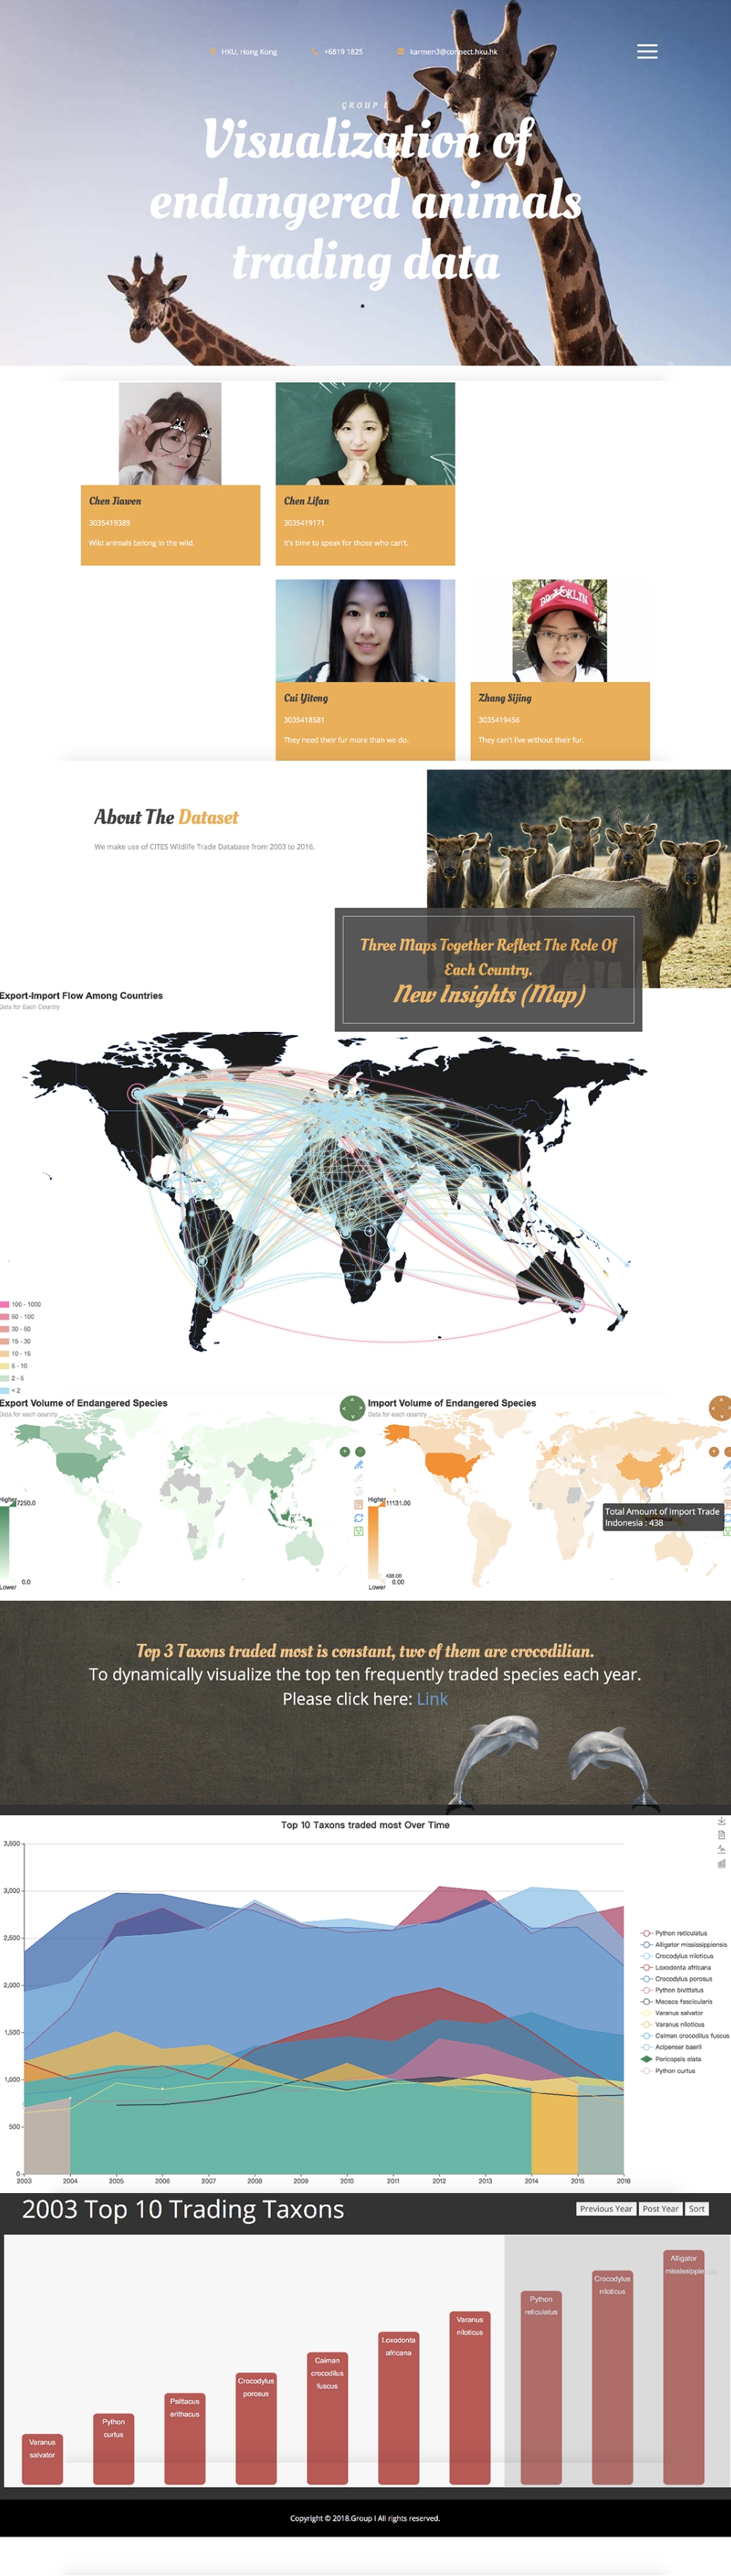 HKU, Hong Kong
+6819 1825
karmen3@connect.hku.hk
GROUP I
Visualization of
endangered animals
trading data
Chen Jiawen
3035419389
Wild animals belong in the wild.
Chen Lifan
3035419171
It's time to speak for those who can't.
Cui Yitong
3035418581
They need their fur more than we do.
Zhang Sijing
3035419456
They can't live without their fur.
About The Dataset
We make use of CITES Wildlife Trade Database from 2003 to 2016.
Three Maps Together Reflect The Role Of
Each Country.
New Insights (Map)
Export-Import Flow Among Countries
Data for Each Country
100 - 1000
60 - 100
30 - 50
15 - 30
10 - 15
5 - 10
2 - 5
< 2
Export Volume of Endangered Species
Data for each country
Higher
7250.0
0.0
Lower
Import Volume of Endangered Species
Data for each country
Higher
11131.00
Total Amount of Import Trade
Indonesia : 438
438.00
0.00
Lower
Top 3 Taxons traded most is constant, two of them are crocodilian.
To dynamically visualize the top ten frequently traded species each year.
Please click here: Link
Top 10 Taxons traded most Over Time
3,500
3,000
2,500
2,000
1,500
1,000
500
0
2003 2004 2005 2006 2007 2008 2009 2010 2011 2012 2013 2014 2015 2016
Python reticulatus
Alligator mississippiensis
Crocodylus niloticus
Loxodonta africana
Crocodylus porosus
Python bivittatus
Macaca fascicularis
Varanus salvator
Varanus niloticus
Caiman crocodilus fuscus
Acipenser baerii
Pericopsis elata
Python curtus
2003 Top 10 Trading Taxons
Previous Year Post Year Sort
Varanus
salvator
Python
curtus
Psittacus
erithacus
Crocodylus
porosus
Caiman
crocodilus
fuscus
Loxodonta
africana
Varanus
niloticus
Python
reticulatus
Crocodylus
niloticus
Alligator
mississippie
Copyright © 2018.Group I All rights reserved.